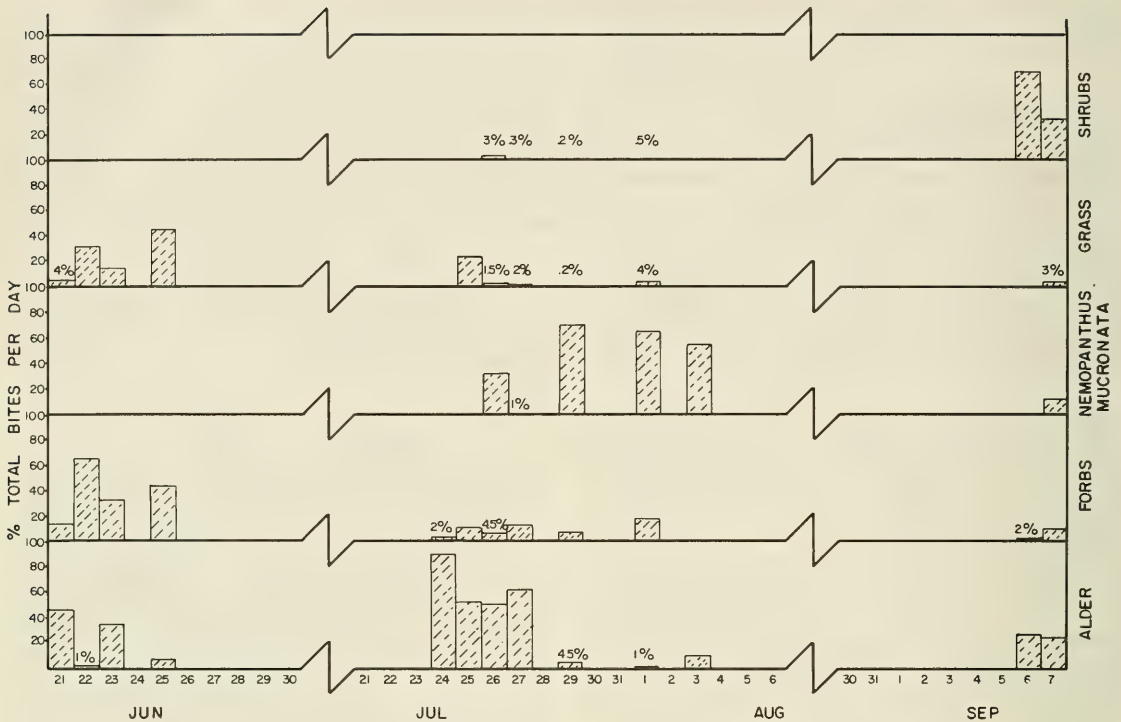 100
80
60
40
20
3% .3% .2% .5%
SHRUBS
100
80
60
40
20
4% 1.5% .2% .2% 4% 3%
GRASS
100
80
60
40
20
1%
NEMOPANTHUS
MUCRONATA
100
80
60
40
20
2% 4.5% 2%
FORBS
100
80
60
40
20
1% 4.5% 1%
ALDER
% TOTAL BITES PER DAY
21 22 23 24 25 26 27 28 29 30 21 22 23 24 25 26 27 28 29 30 31 1 2 3 4 5 6 30 31 1 2 3 4 5 6 7
JUN JUL AUG SEP